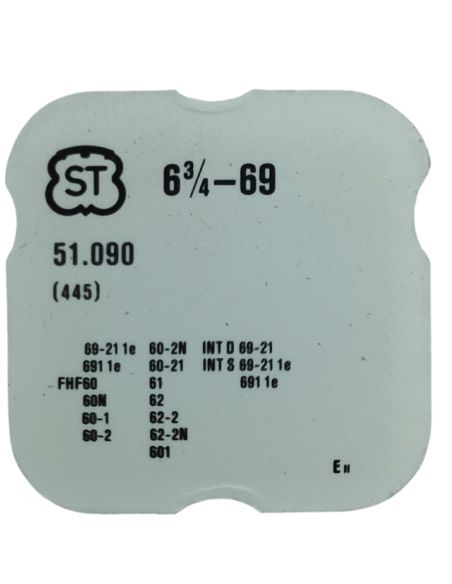 ST 6¾-69
51.090
(445)
69-21 1e 60-2N INT D 69-21
691 1e 60-21 INT S 69-21 1e
FHF60 61 691 1e
60N 62
60-1 62-2
60-2 62-2N
601
E